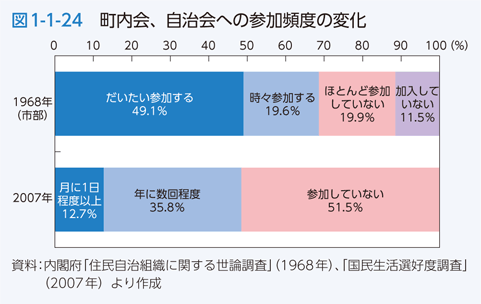 図1-1-24 町内会、自治会への参加頻度の変化
0 10 20 30 40 50 60 70 80 90 100 (%)
1968年
(市部)
だいたい参加する
49.1%
時々参加する
19.6%
ほとんど参加
していない
19.9%
加入して
いない
11.5%
2007年
月に1日
程度以上
12.7%
年に数回程度
35.8%
参加していない
51.5%
資料:内閣府「住民自治組織に関する世論調査」(1968年)、「国民生活選好度調査」
(2007年) より作成